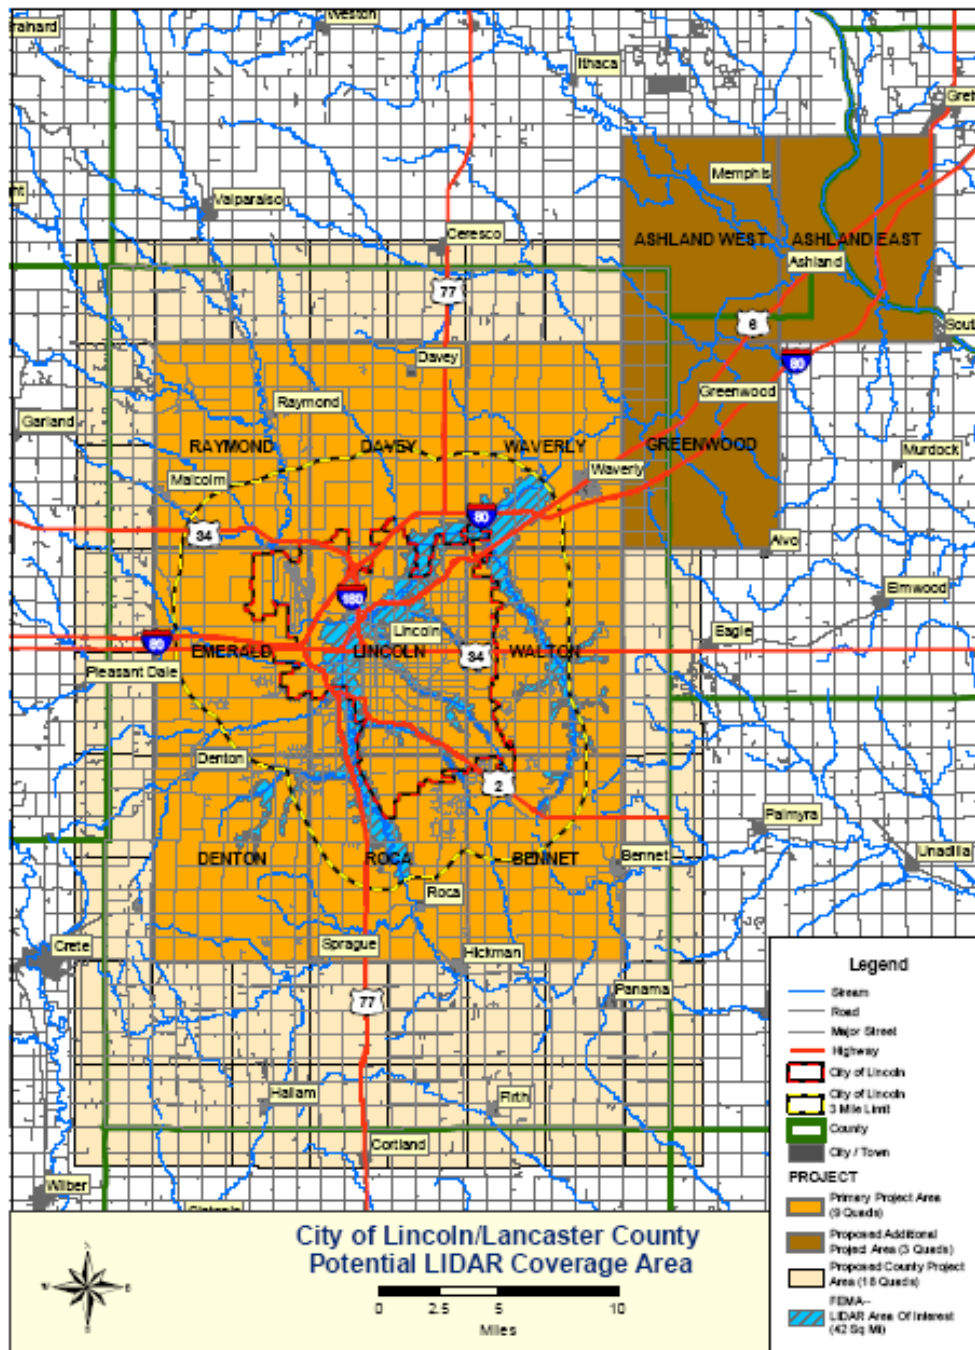 Weston
Ithaca
Memphis
Valparaiso
Ceresco
ASHLAND WEST
ASHLAND EAST
Ashland
77
6
80
Davey
Greenwood
Raymond
Garland
RAYMOND
DAVEY
WAVERLY
GREENWOOD
Murdock
Malcolm
Waverly
34
80
Alvo
180
Elmwood
Lincoln
Eagle
80
EMERALD
LINCOLN
34
WALTON
Pleasant Dale
Denton
2
Palmyra
DENTON
ROCA
BENNET
Bennet
Unadilla
Roca
Crete
Sprague
Hickman
Panama
77
Hallam
Firth
Cortland
Wilber
Legend
Stream
Road
Major Street
Highway
City of Lincoln
City of Lincoln
3 Mile Limit
County
City / Town
PROJECT
Primary Project Area
(9 Quads)
Proposed Additional
Project Area (3 Quads)
Proposed County Project
Area (18 Quads)
FEMA--
LIDAR Area Of Interest
(42 Sq Mi)
City of Lincoln/Lancaster County
Potential LIDAR Coverage Area
0 2.5 5 10
Miles
N
W
E
S